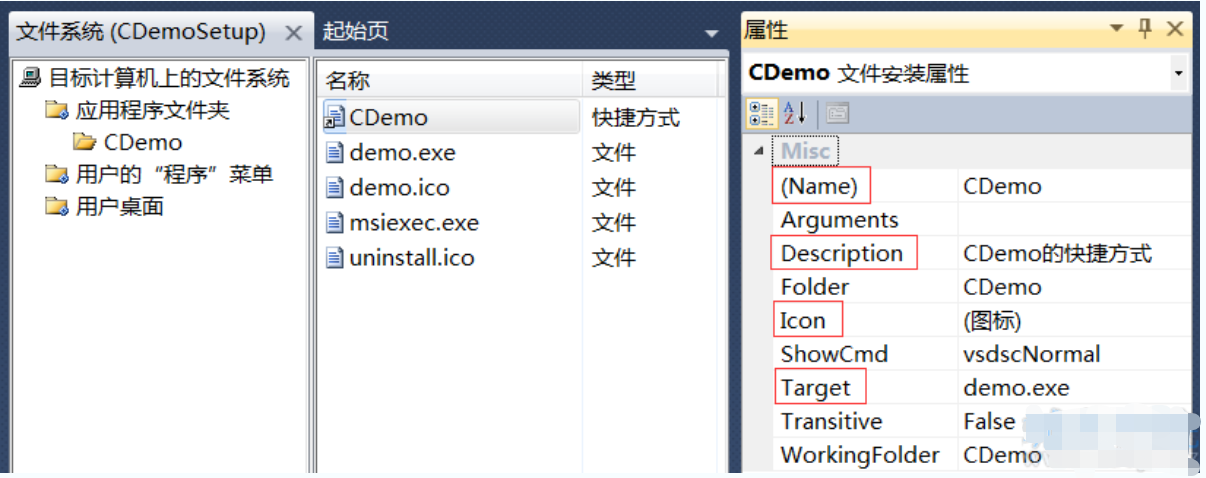 文件系统 (CDemoSetup)
起始页
目标计算机上的文件系统
应用程序文件夹
CDemo
用户的“程序”菜单
用户桌面
名称 类型
CDemo 快捷方式
demo.exe 文件
demo.ico 文件
msiexec.exe 文件
uninstall.ico 文件
属性
CDemo 文件安装属性
Misc
(Name) CDemo
Arguments
Description CDemo的快捷方式
Folder CDemo
Icon (图标)
ShowCmd vsdscNormal
Target demo.exe
Transitive False
WorkingFolder CDemo